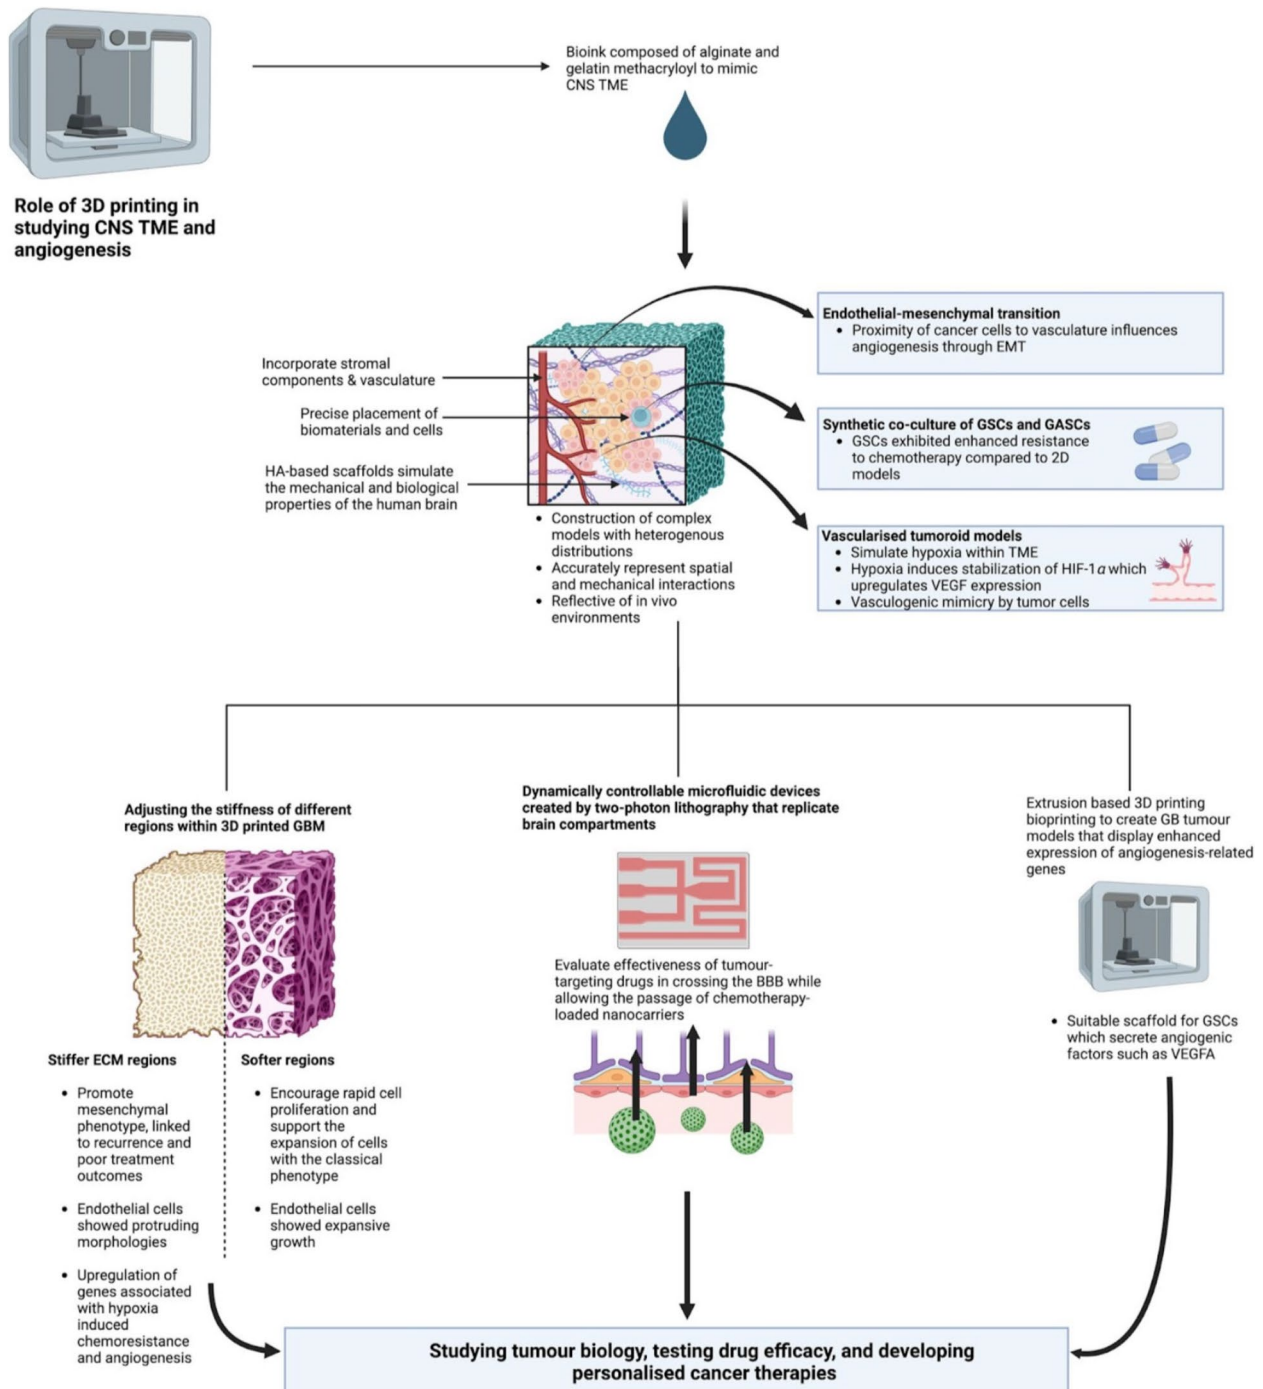 Bioink composed of alginate and
gelatin methacryloyl to mimic
CNS TME
Role of 3D printing in
studying CNS TME and
angiogenesis
Endothelial-mesenchymal transition
• Proximity of cancer cells to vasculature influences
angiogenesis through EMT
Incorporate stromal
components & vasculature
Precise placement of
biomaterials and cells
HA-based scaffolds simulate
the mechanical and biological
properties of the human brain
Synthetic co-culture of GSCs and GASCs
• GSCs exhibited enhanced resistance
to chemotherapy compared to 2D
models
• Construction of complex
models with heterogenous
distributions
• Accurately represent spatial
and mechanical interactions
• Reflective of in vivo
environments
Vascularised tumoroid models
• Simulate hypoxia within TME
• Hypoxia induces stabilization of HIF-1α which
upregulates VEGF expression
• Vasculogenic mimicry by tumor cells
Adjusting the stiffness of different
regions within 3D printed GBM
Dynamically controllable microfluidic devices
created by two-photon lithography that replicate
brain compartments
Extrusion based 3D printing
bioprinting to create GB tumour
models that display enhanced
expression of angiogenesis-related
genes
Evaluate effectiveness of tumour-
targeting drugs in crossing the BBB while
allowing the passage of chemotherapy-
loaded nanocarriers
• Suitable scaffold for GSCs
which secrete angiogenic
factors such as VEGFA
Stiffer ECM regions
• Promote
mesenchymal
phenotype, linked
to recurrence and
poor treatment
outcomes
• Endothelial cells
showed protruding
morphologies
• Upregulation of
genes associated
with hypoxia
induced
chemoresistance
and angiogenesis
Softer regions
• Encourage rapid cell
proliferation and
support the
expansion of cells
with the classical
phenotype
• Endothelial cells
showed expansive
growth
Studying tumour biology, testing drug efficacy, and developing
personalised cancer therapies